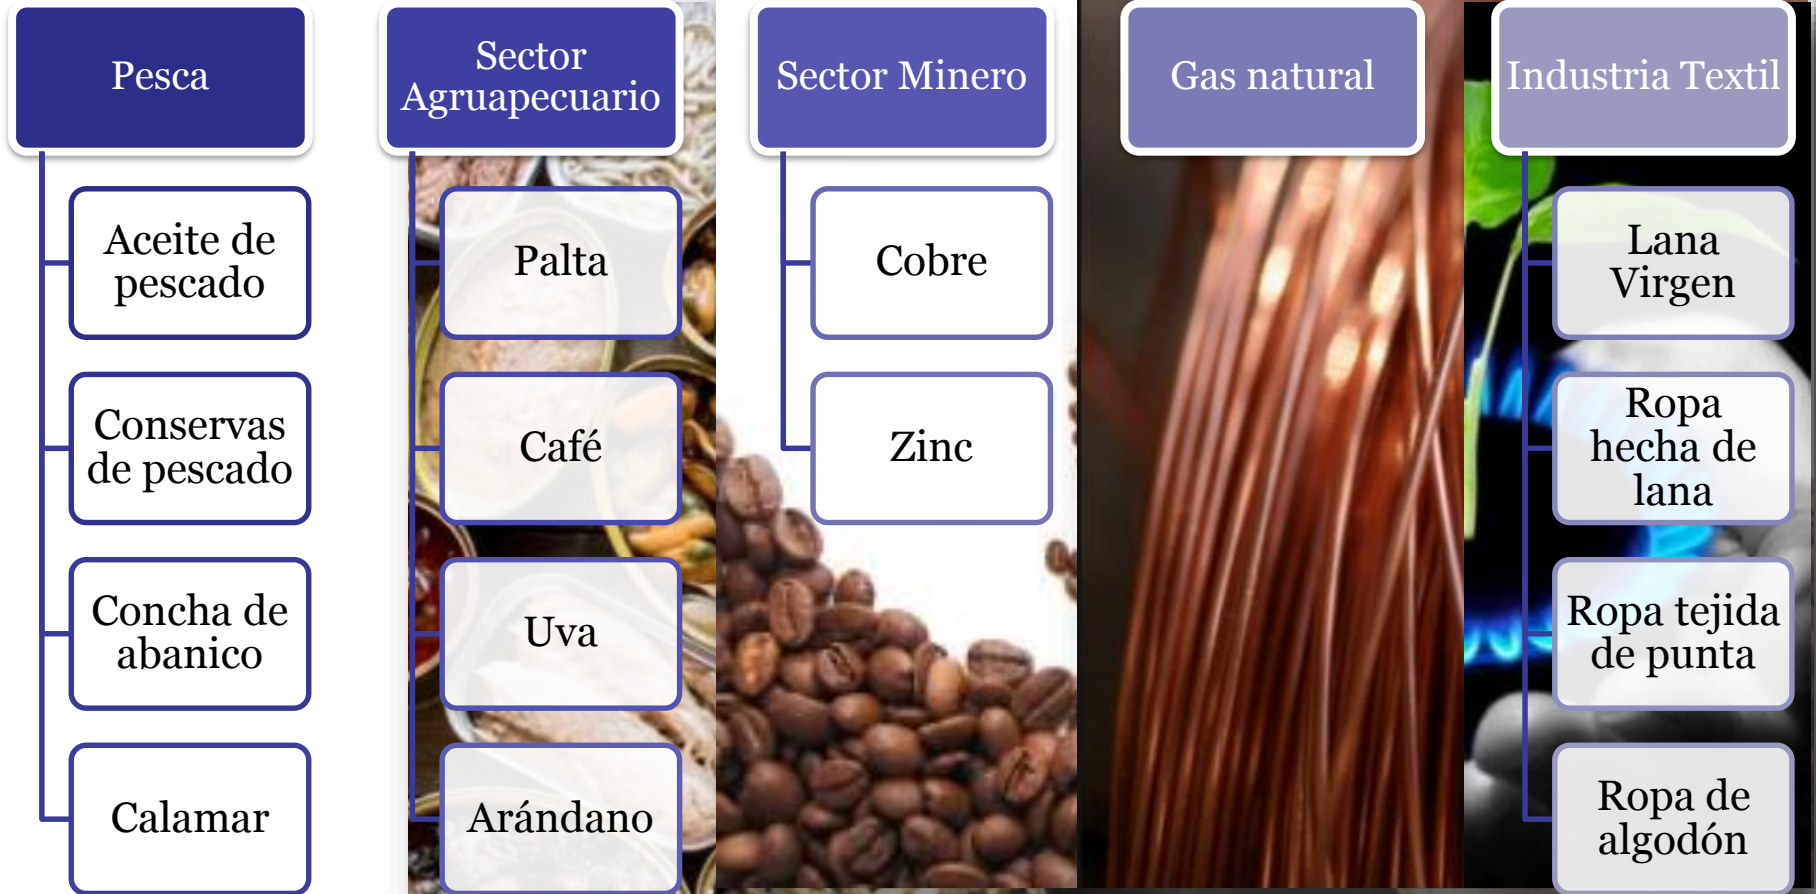 Pesca
Aceite de
pescado
Conservas
de pescado
Concha de
abanico
Calamar
Sector
Agruapecuario
Palta
Café
Uva
Arándano
Sector Minero
Cobre
Zinc
Gas natural
Industria Textil
Lana
Virgen
Ropa
hecha de
lana
Ropa tejida
de punta
Ropa de
algodón